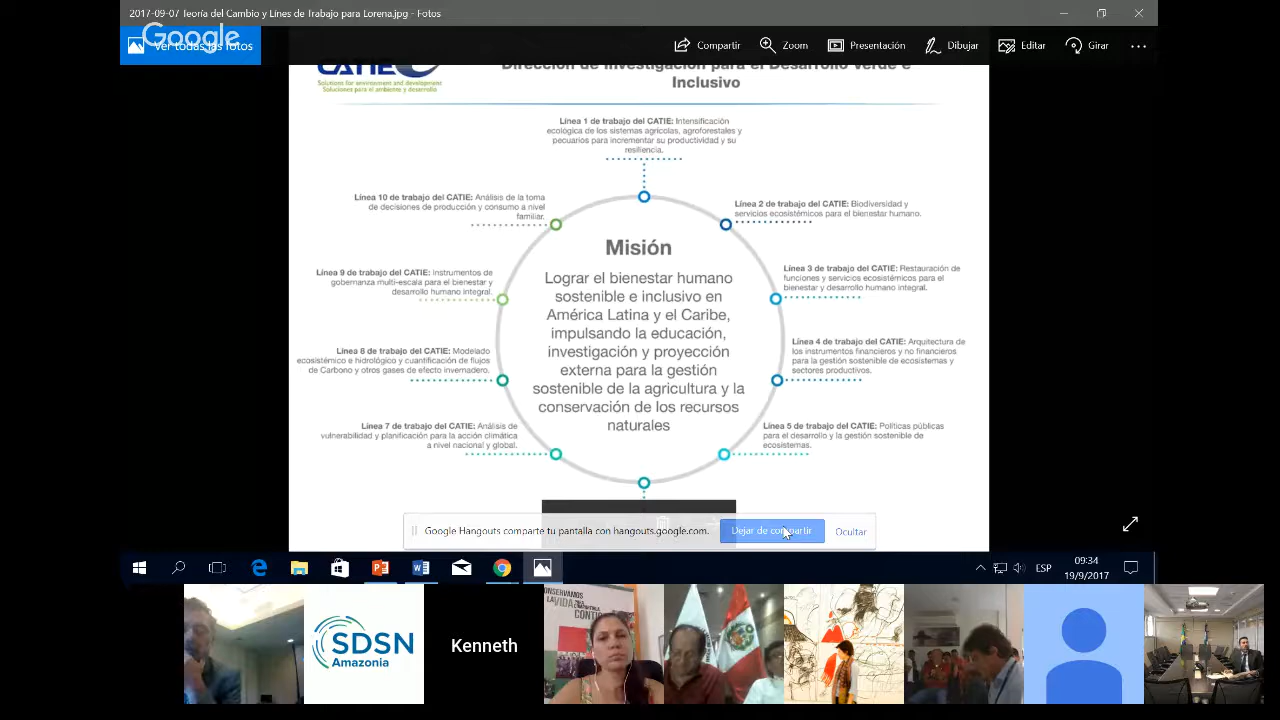 2017-09-07 Teoría del Cambio y Línes de Trabajo para Lorena.jpg - Fotos
Google
Ver todas las fotos
Compartir
Zoom
Presentación
Dibujar
Editar
Girar
CATIE
Solutions for environment and development
Soluciones para el ambiente y desarrollo
Dirección de Investigación para el Desarrollo Verde e
Inclusivo
Línea 1 de trabajo del CATIE: Intensificación
ecológica de los sistemas agrícolas, agroforestales y
pecuarios para incrementar su productividad y su
resiliencia.
Línea 10 de trabajo del CATIE: Análisis de la toma
de decisiones de producción y consumo a nivel
familiar.
Línea 2 de trabajo del CATIE: Biodiversidad y
servicios ecosistémicos para el bienestar humano.
Línea 9 de trabajo del CATIE: Instrumentos de
gobernanza multi-escala para el bienestar y
desarrollo humano integral.
Línea 3 de trabajo del CATIE: Restauración de
funciones y servicios ecosistémicos para el
bienestar y desarrollo humano integral.
Línea 8 de trabajo del CATIE: Modelado
ecosistémico e hidrológico y cuantificación de flujos
de Carbono y otros gases de efecto invernadero.
Línea 4 de trabajo del CATIE: Arquitectura de
los instrumentos financieros y no financieros
para la gestión sostenible de ecosistemas y
sectores productivos.
Línea 7 de trabajo del CATIE: Análisis de
vulnerabilidad y planificación para la acción climática
a nivel nacional y global.
Línea 5 de trabajo del CATIE: Políticas públicas
para el desarrollo y la gestión sostenible de
ecosistemas.
Misión
Lograr el bienestar humano
sostenible e inclusivo en
América Latina y el Caribe,
impulsando la educación,
investigación y proyección
externa para la gestión
sostenible de la agricultura y la
conservación de los recursos
naturales
Google Hangouts comparte tu pantalla con hangouts.google.com.
Dejar de compartir
Ocultar
ESP
09:34
19/9/2017
SDSN
Amazonia
Kenneth
CONSERVAMOS
LA VIDA